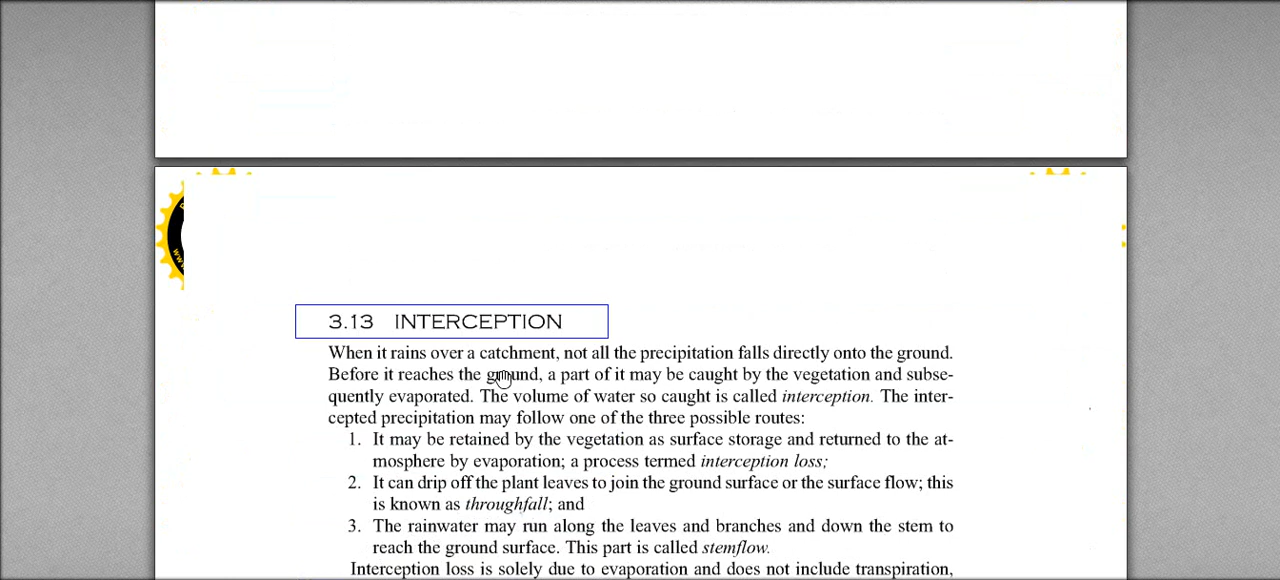 3.13 INTERCEPTION
When it rains over a catchment, not all the precipitation falls directly onto the ground.
Before it reaches the ground, a part of it may be caught by the vegetation and subse-
quently evaporated. The volume of water so caught is called interception. The inter-
cepted precipitation may follow one of the three possible routes:
1. It may be retained by the vegetation as surface storage and returned to the at-
mosphere by evaporation; a process termed interception loss;
2. It can drip off the plant leaves to join the ground surface or the surface flow; this
is known as throughfall; and
3. The rainwater may run along the leaves and branches and down the stem to
reach the ground surface. This part is called stemflow.
Interception loss is solely due to evaporation and does not include transpiration,